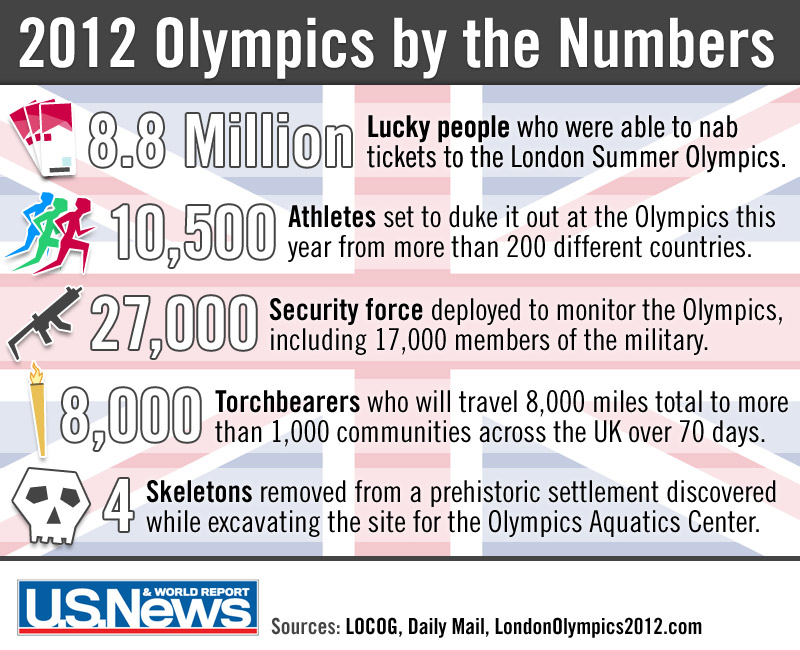 2012 Olympics by the Numbers
8.8 Million
Lucky people who were able to nab
tickets to the London Summer Olympics.
10,500
Athletes set to duke it out at the Olympics this
year from more than 200 different countries.
27,000
Security force deployed to monitor the Olympics,
including 17,000 members of the military.
8,000
Torchbearers who will travel 8,000 miles total to more
than 1,000 communities across the UK over 70 days.
4
Skeletons removed from a prehistoric settlement discovered
while excavating the site for the Olympics Aquatics Center.
& WORLD REPORT
U.S.News
Sources: LOCOG, Daily Mail, LondonOlympics2012.com